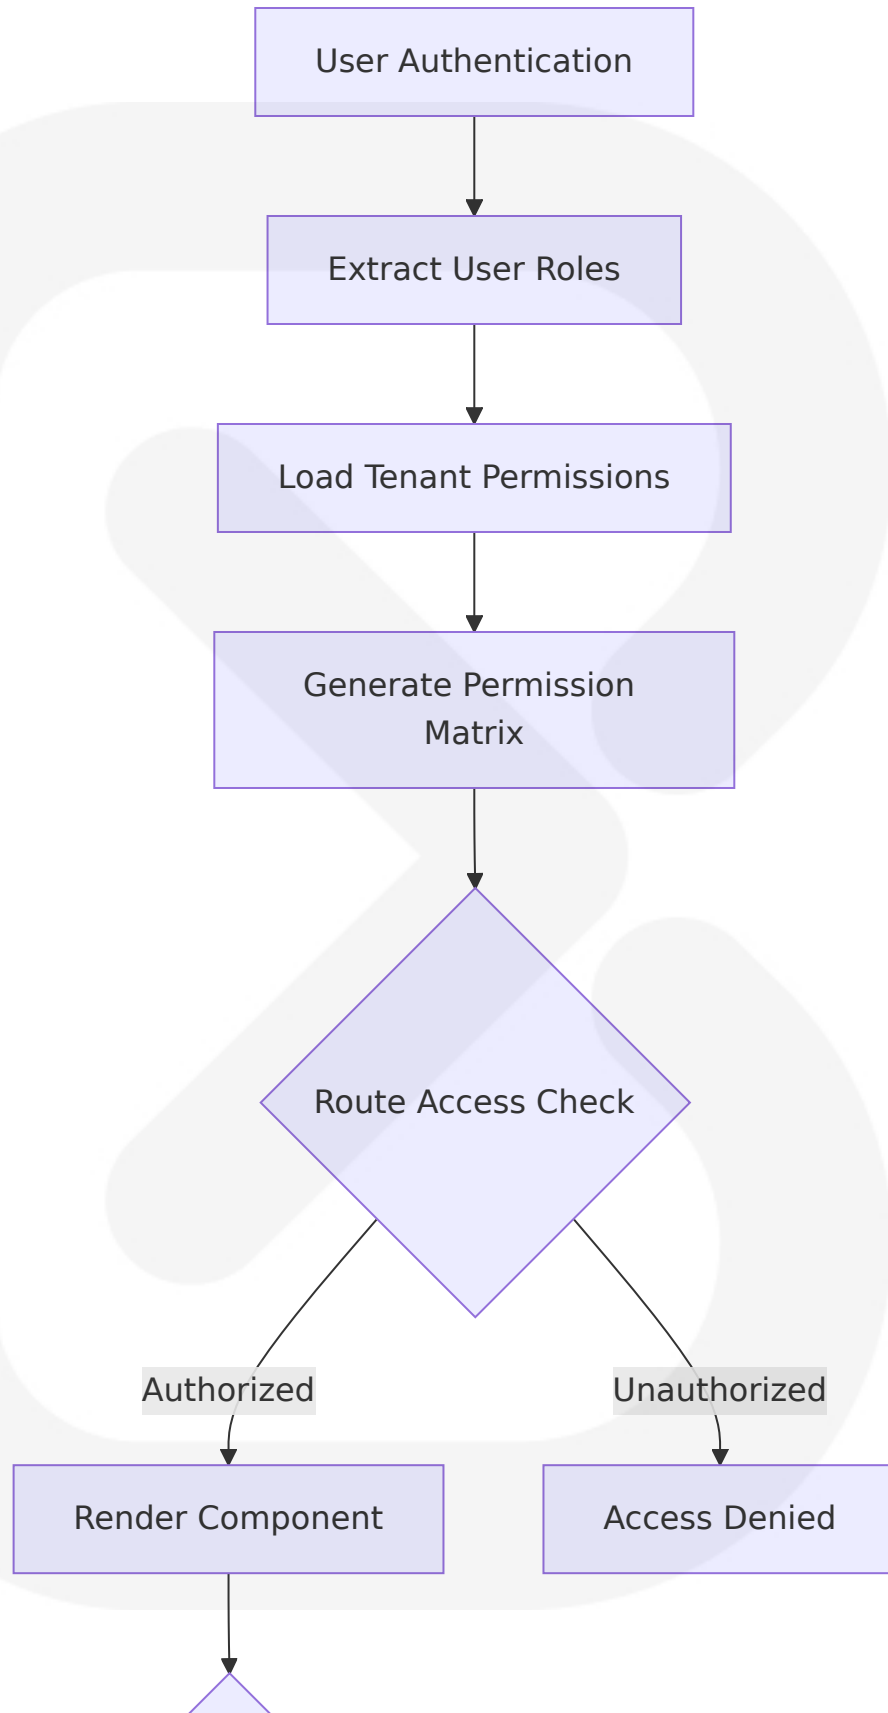 User Authentication
Extract User Roles
Load Tenant Permissions
Generate Permission
Matrix
Route Access Check
Authorized
Unauthorized
Render Component
Access Denied